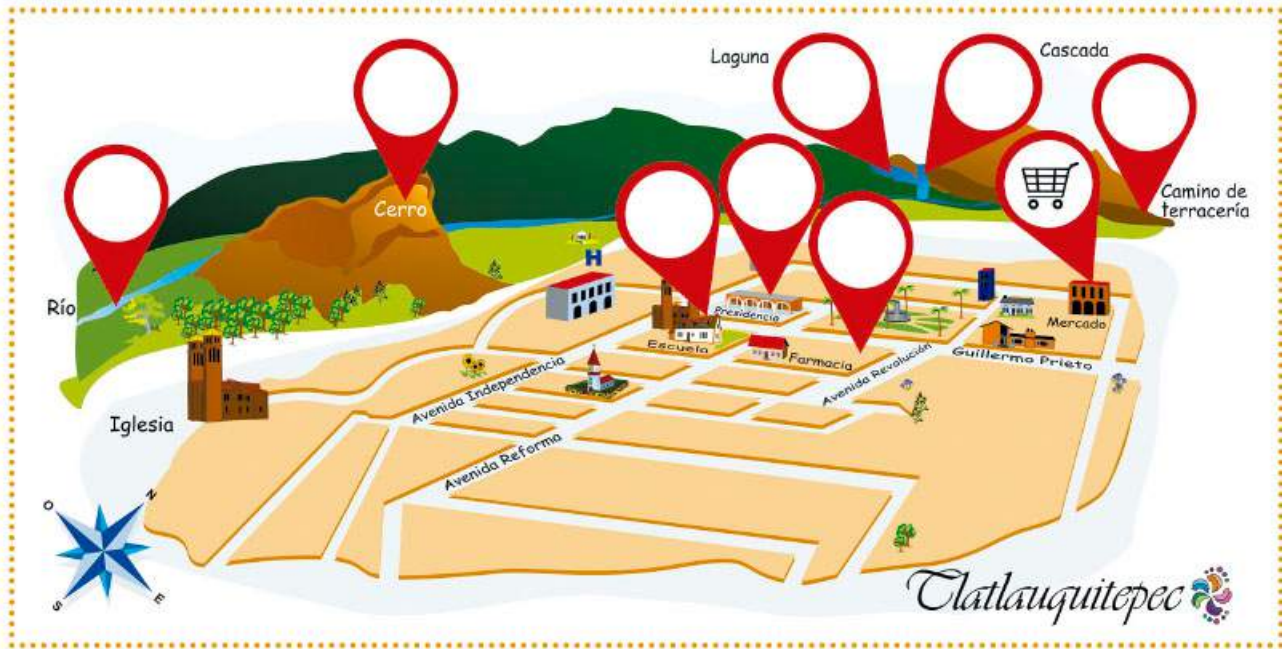 Laguna
Cascada
Cerro
Camino de
terracería
Río
H
Presidencia
Mercado
Escuela
Farmacia
Guillermo Prieto
Avenida Revolución
Avenida Independencia
Iglesia
Avenida Reforma
O
N
S
E
Tlatlauquitepec